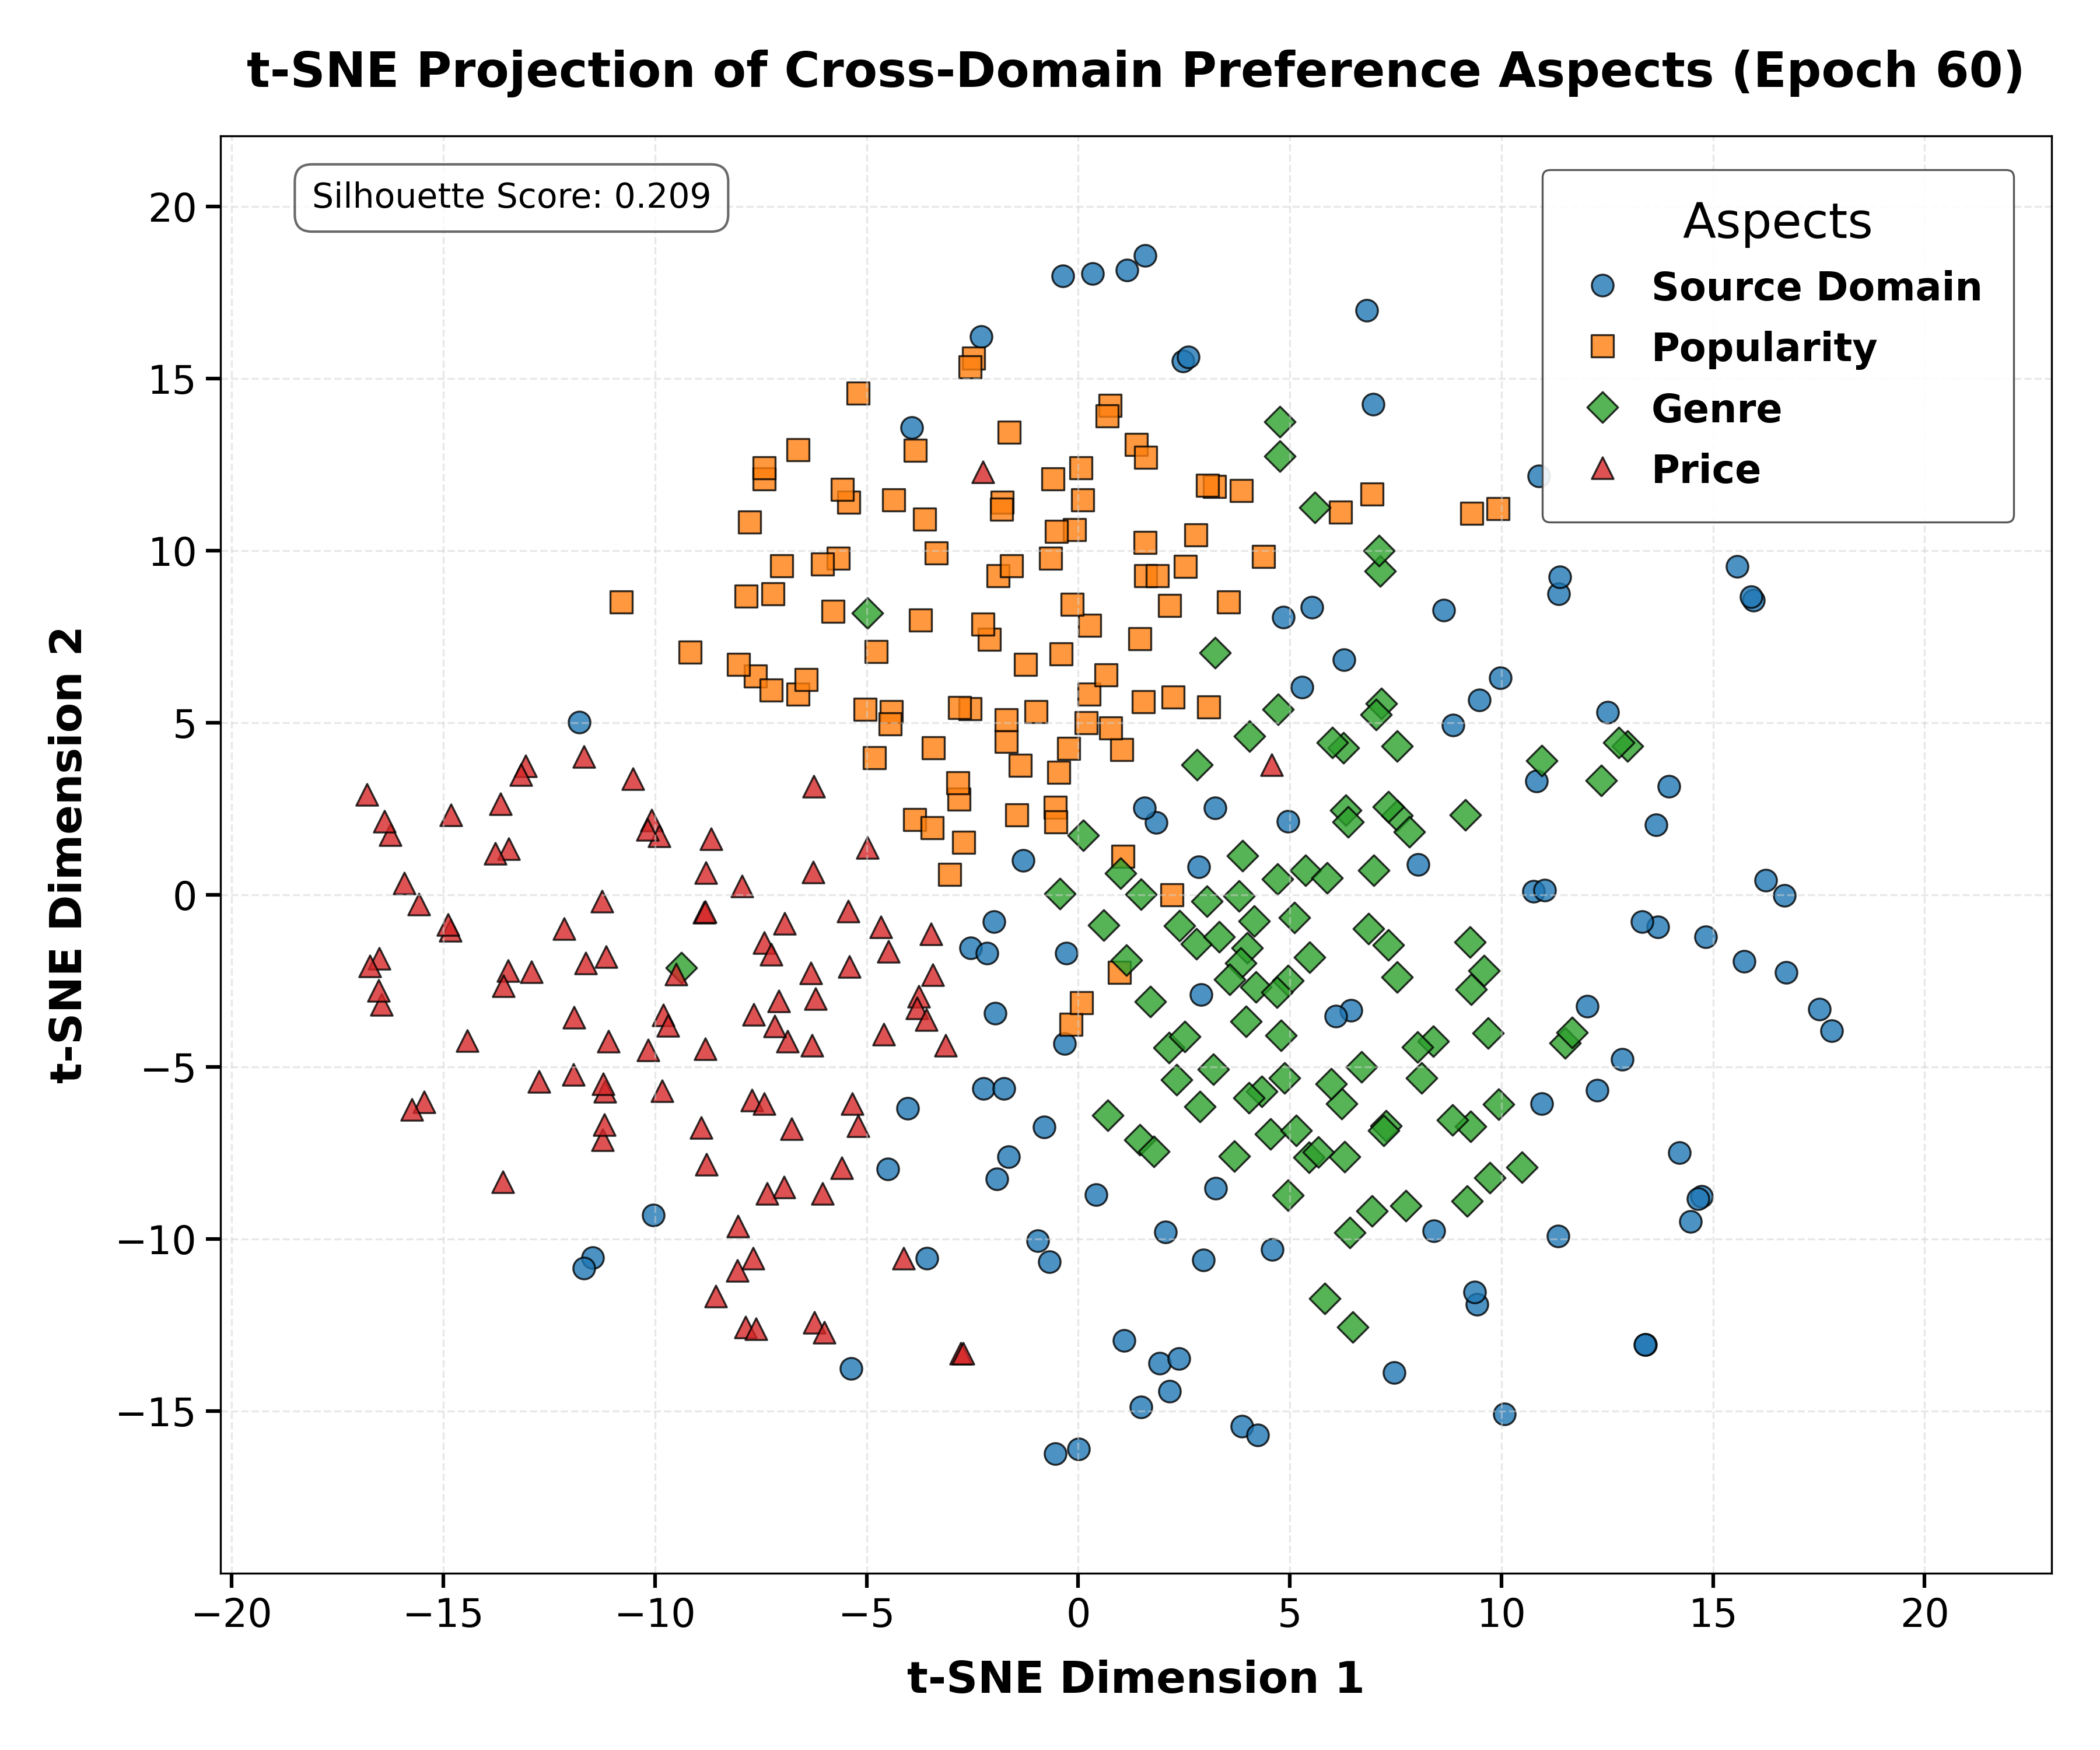 t-SNE Projection of Cross-Domain Preference Aspects (Epoch 60)
Silhouette Score: 0.209
Aspects
Source Domain
Popularity
Genre
Price
t-SNE Dimension 2
20
15
10
5
0
−5
−10
−15
−20
−15
−10
−5
0
5
10
15
20
t-SNE Dimension 1